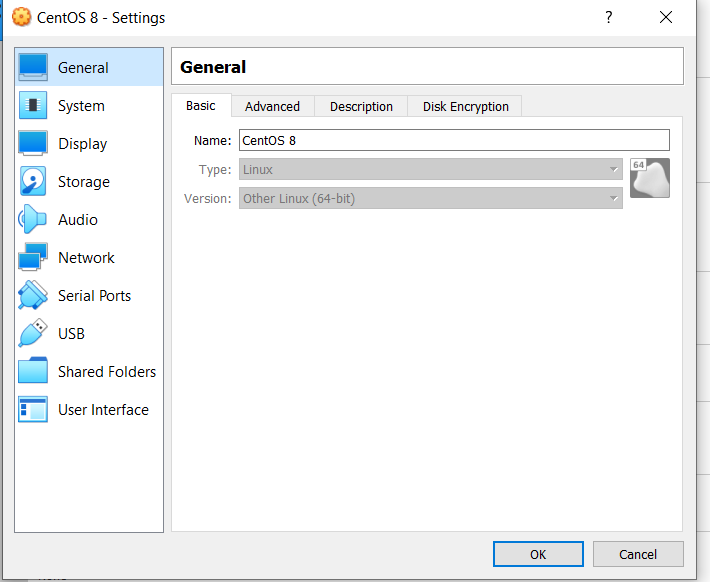 CentOS 8 - Settings
?
General
System
Display
Storage
Audio
Network
Serial Ports
USB
Shared Folders
User Interface
General
Basic
Advanced
Description
Disk Encryption
Name: CentOS 8
Type: Linux
64
Version: Other Linux (64-bit)
OK
Cancel